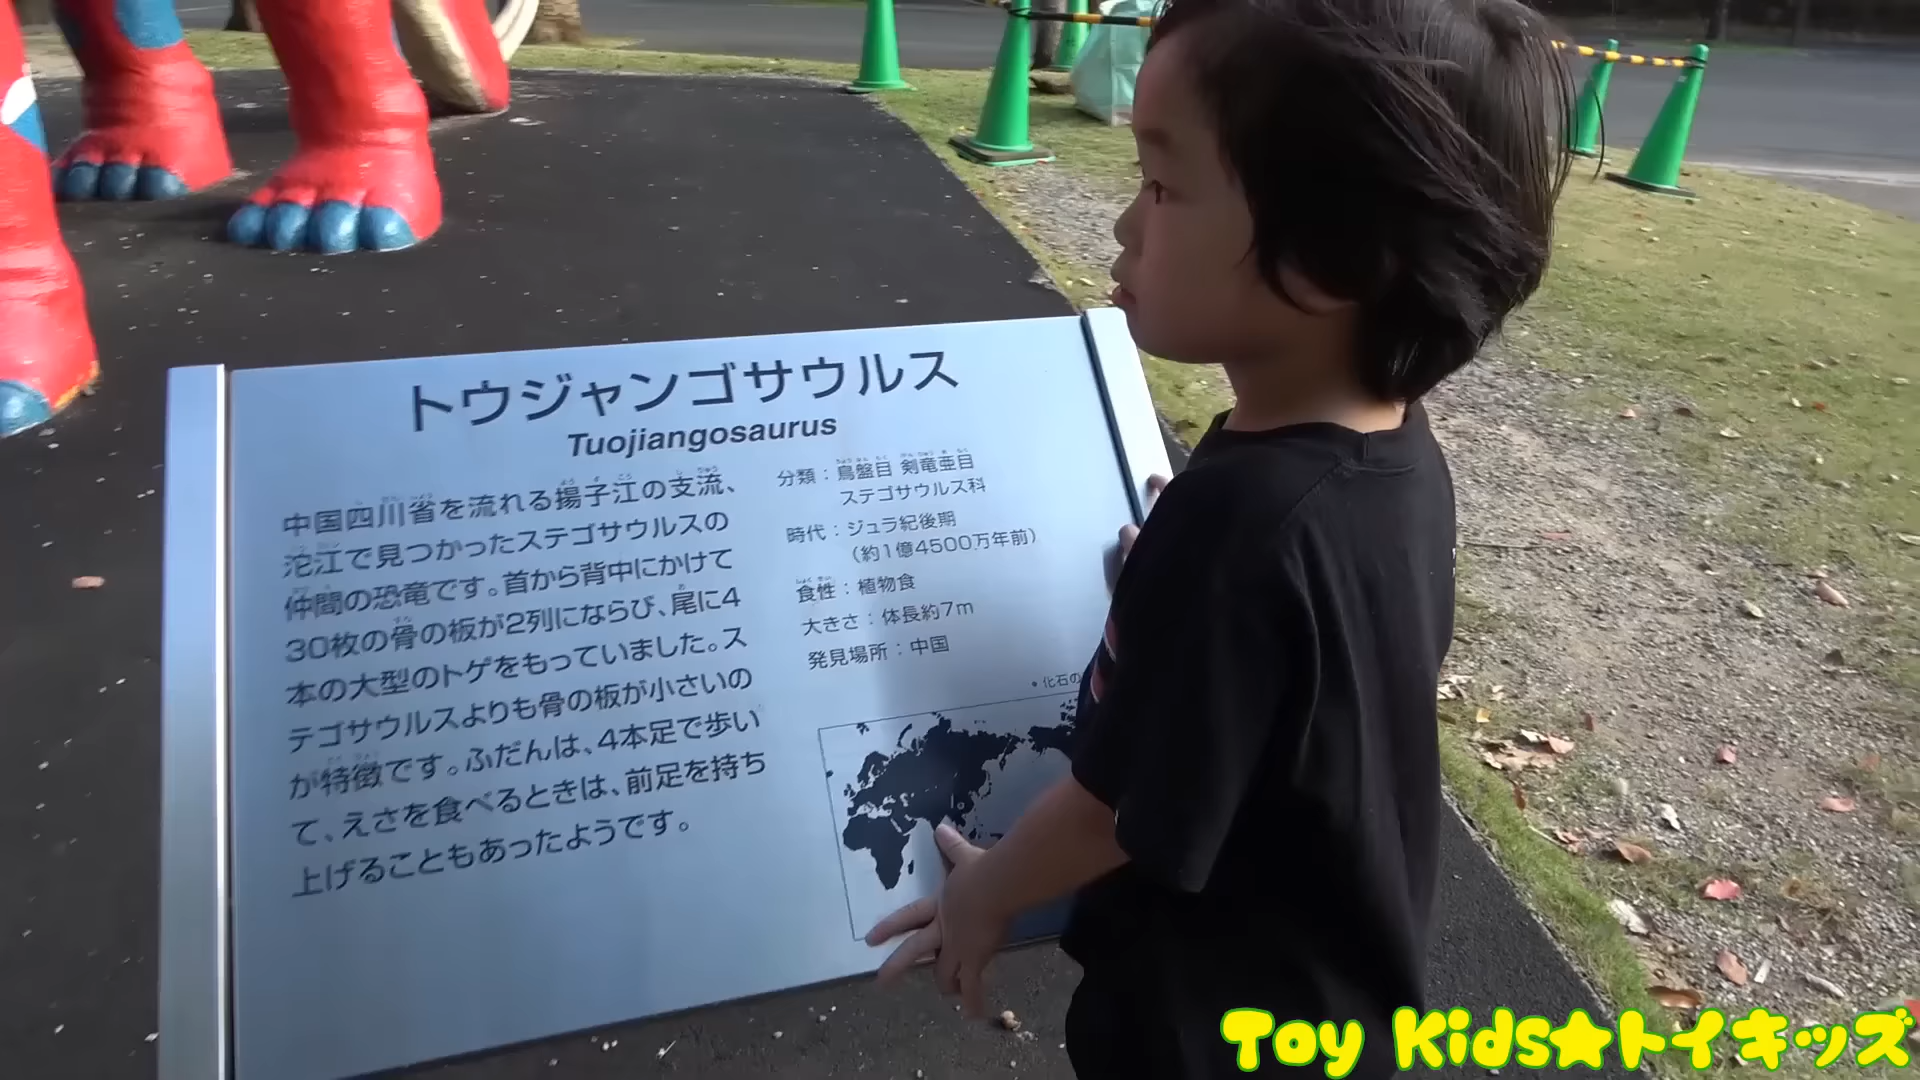 トウジャンゴサウルス
Tuojiangosaurus
中国四川省を流れる揚子江の支流、
沱江で見つかったステゴサウルスの
仲間の恐竜です。首から背中にかけて
30枚の骨の板が2列にならび、尾に4
本の大型のトゲをもっていました。ス
テゴサウルスよりも骨の板が小さいの
が特徴です。ふだんは、4本足で歩い
て、えさを食べるときは、前足を持ち
上げることもあったようです。
分類：鳥盤目 剣竜亜目
ステゴサウルス科
時代：ジュラ紀後期
（約1億4500万年前）
食性：植物食
大きさ：体長約7m
発見場所：中国
・化石の
Toy Kids★トイキッズ